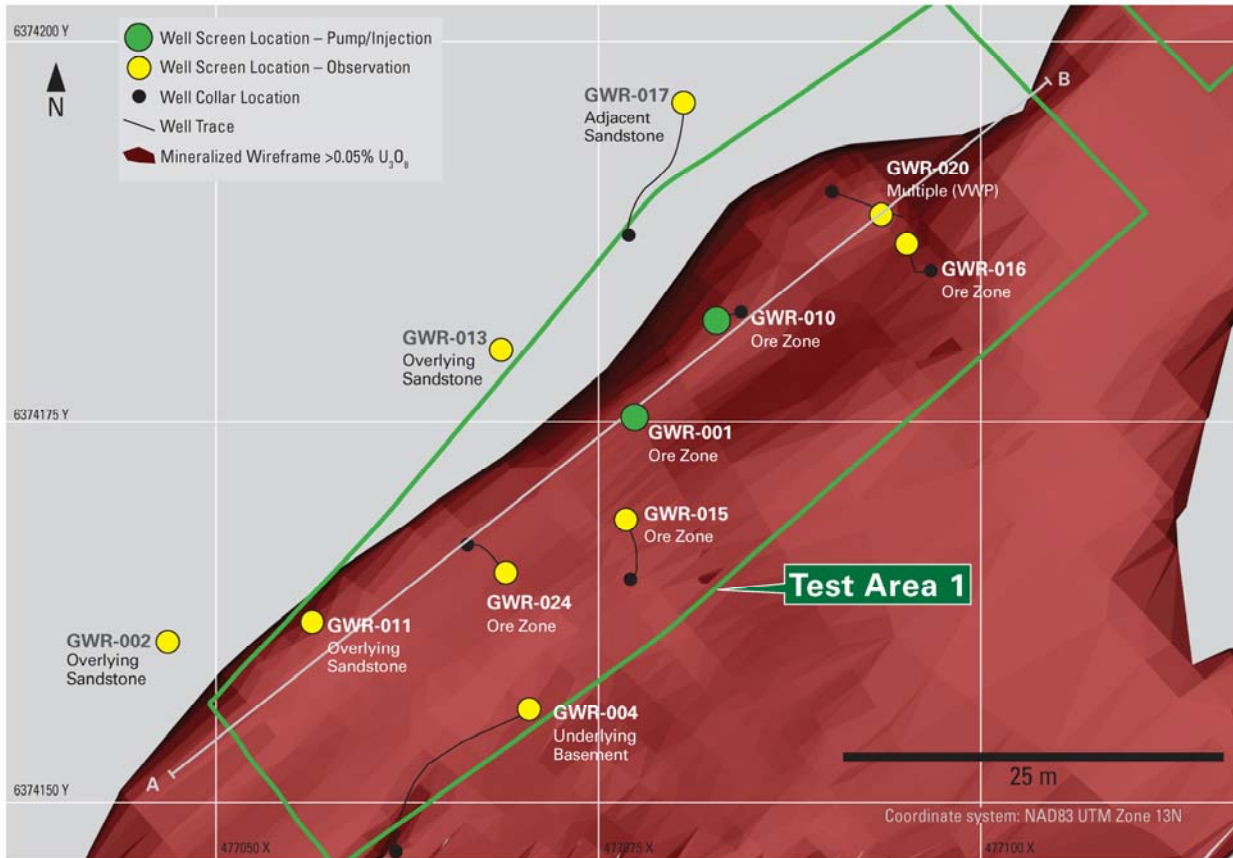 6374200 Y
Well Screen Location – Pump/Injection
Well Screen Location – Observation
Well Collar Location
Well Trace
Mineralized Wireframe >0.05% U₃O₈
N
GWR-017
Adjacent
Sandstone
B
GWR-020
Multiple (VWP)
GWR-016
Ore Zone
GWR-010
Ore Zone
GWR-013
Overlying
Sandstone
6374175 Y
GWR-001
Ore Zone
GWR-015
Ore Zone
Test Area 1
GWR-024
Ore Zone
GWR-011
Overlying
Sandstone
GWR-002
Overlying
Sandstone
GWR-004
Underlying
Basement
A
25 m
6374150 Y
Coordinate system: NAD83 UTM Zone 13N
477050 X
477075 X
477100 X